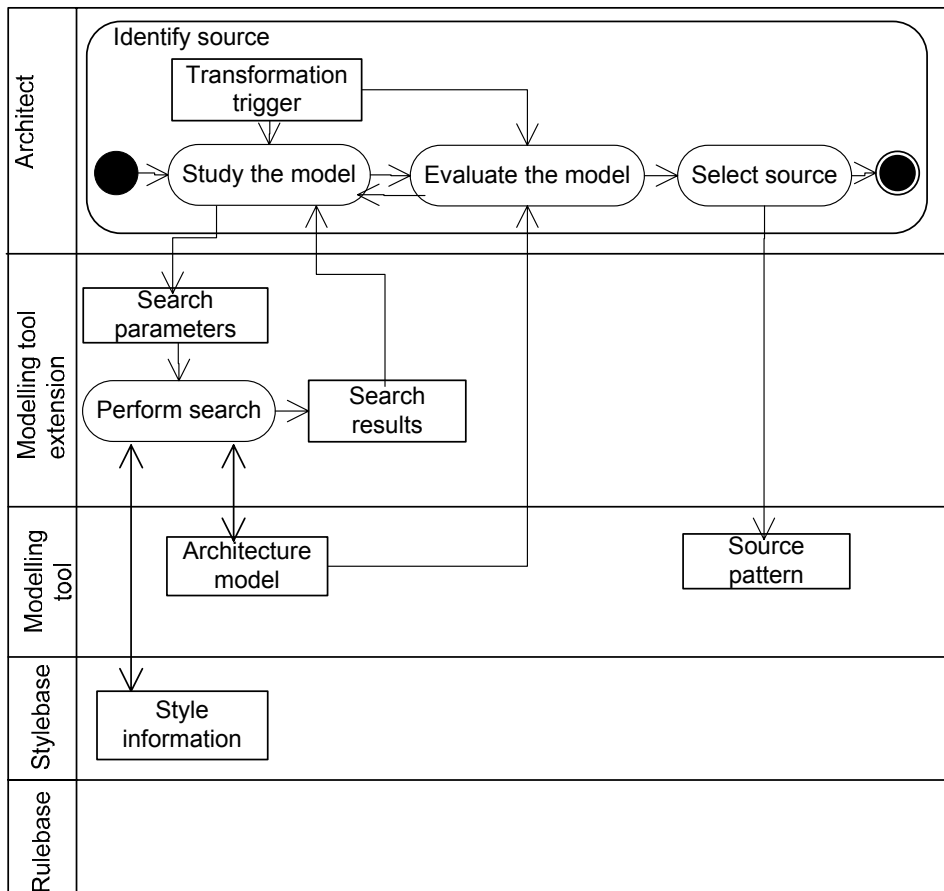 Architect
Identify source
Transformation
trigger
Study the model
Evaluate the model
Select source
Modelling tool
extension
Search
parameters
Perform search
Search
results
Modelling
tool
Architecture
model
Source
pattern
Stylebase
Style
information
Rulebase